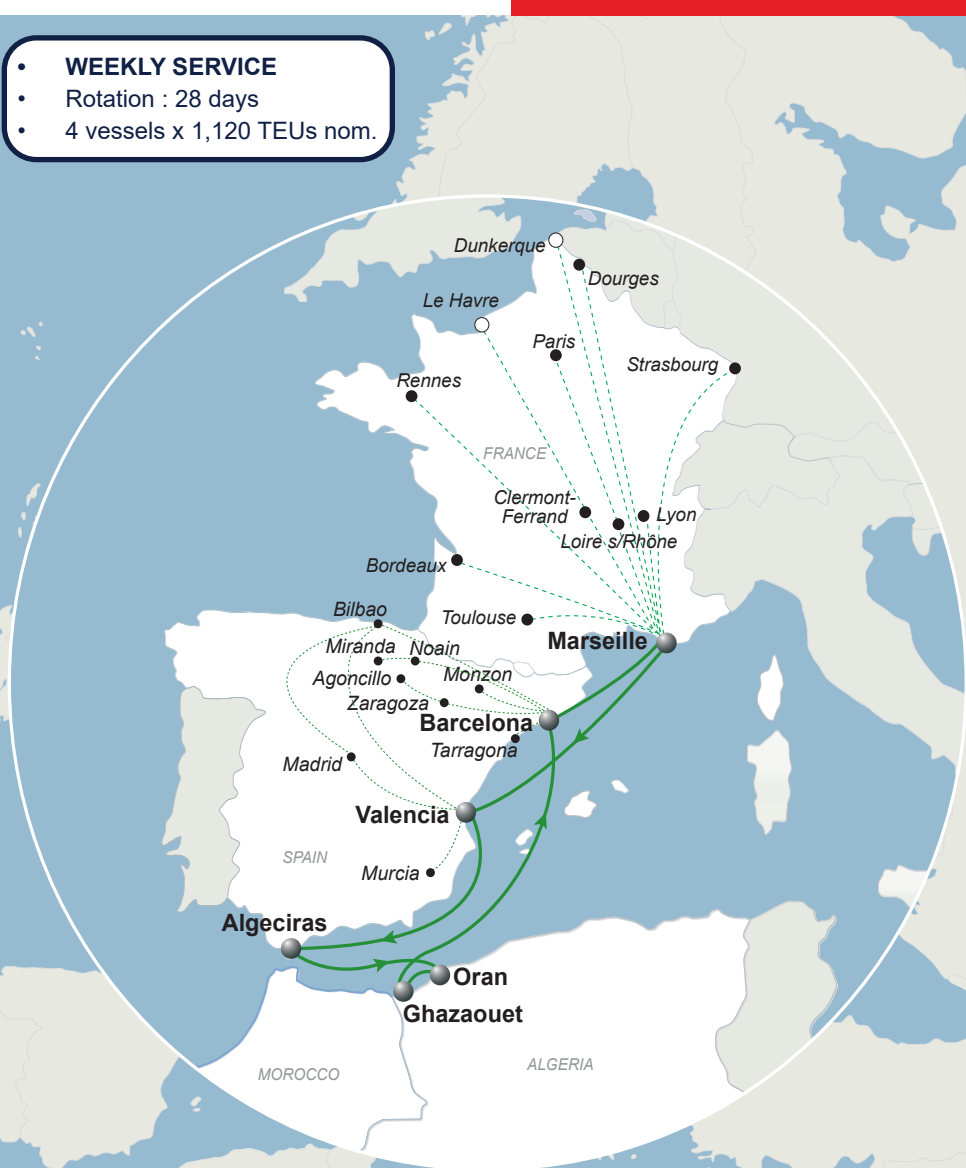 • WEEKLY SERVICE
• Rotation : 28 days
• 4 vessels x 1,120 TEUs nom.
Dunkerque
Dourges
Le Havre
Paris
Strasbourg
Rennes
FRANCE
Clermont-
Ferrand
Lyon
Loire s/Rhône
Bordeaux
Bilbao
Toulouse
Marseille
Miranda
Noain
Agoncillo
Monzon
Zaragoza
Barcelona
Tarragona
Madrid
Valencia
SPAIN
Murcia
Algeciras
Oran
Ghazaouet
MOROCCO
ALGERIA